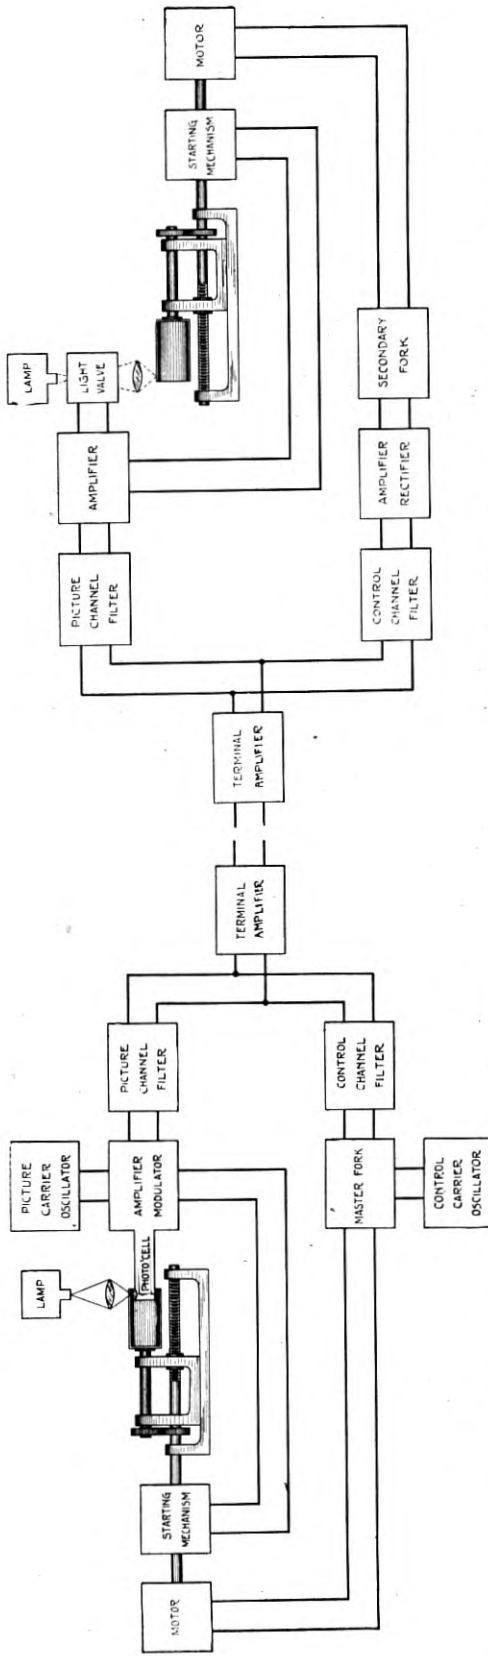 LAMP
PICTURE
CARRIER
OSCILLATOR
MOTOR
STARTING
MECHANISM
PHOTO CELL
AMPLIFIER
MODULATOR
PICTURE
CHANNEL
FILTER
MASTER FORK
CONTROL
CHANNEL
FILTER
CONTROL
CARRIER
OSCILLATOR
TERMINAL
AMPLIFIER
TERMINAL
AMPLIFIER
PICTURE
CHANNEL
FILTER
AMPLIFIER
LAMP
LIGHT
VALVE
STARTING
MECHANISM
MOTOR
CONTROL
CHANNEL
FILTER
AMPLIFIER
RECTIFIER
SECONDARY
FORK